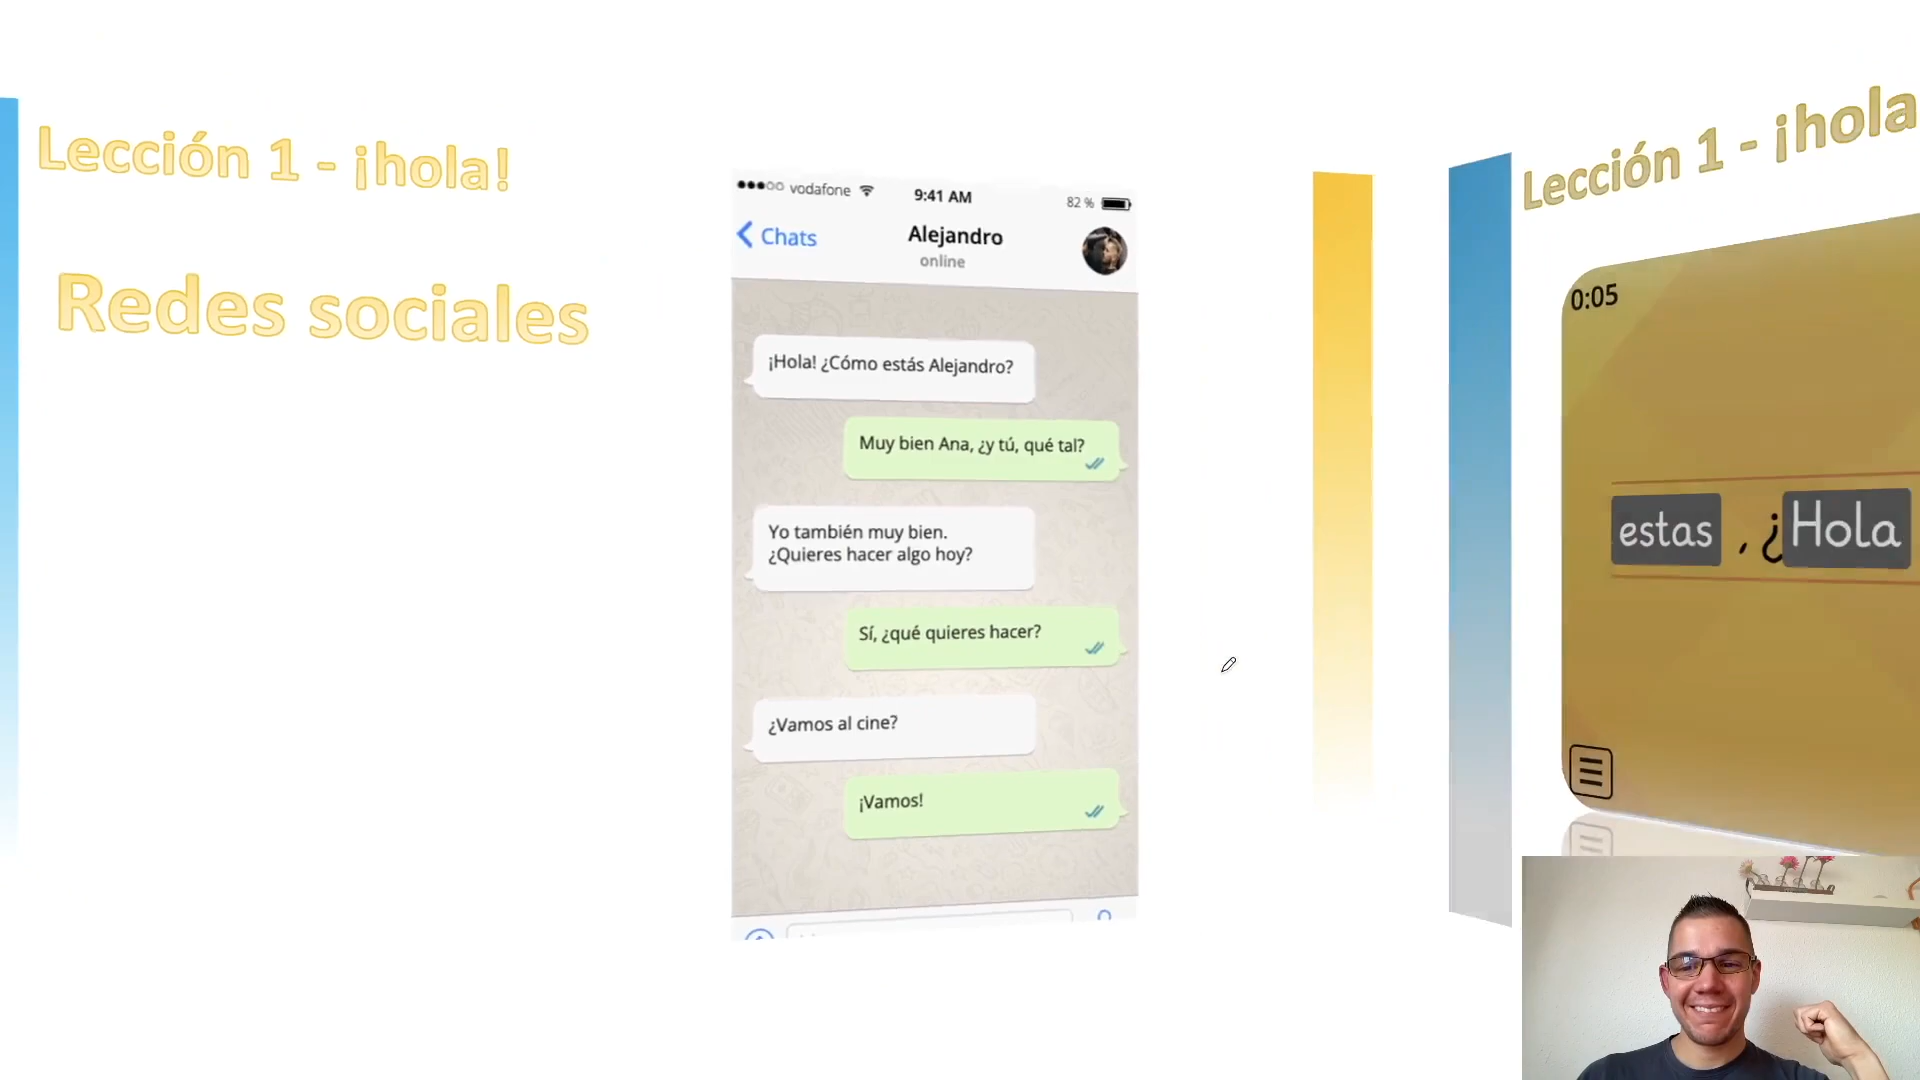 Lección 1 - ¡hola!
Redes sociales
vodafone
9:41 AM
82 %
Chats
Alejandro
online
¡Hola! ¿Cómo estás Alejandro?
Muy bien Ana, ¿y tú, qué tal?
Yo también muy bien.
¿Quieres hacer algo hoy?
Sí, ¿qué quieres hacer?
¿Vamos al cine?
¡Vamos!
Lección 1 - ¡hola
0:05
estas , ¿Hola